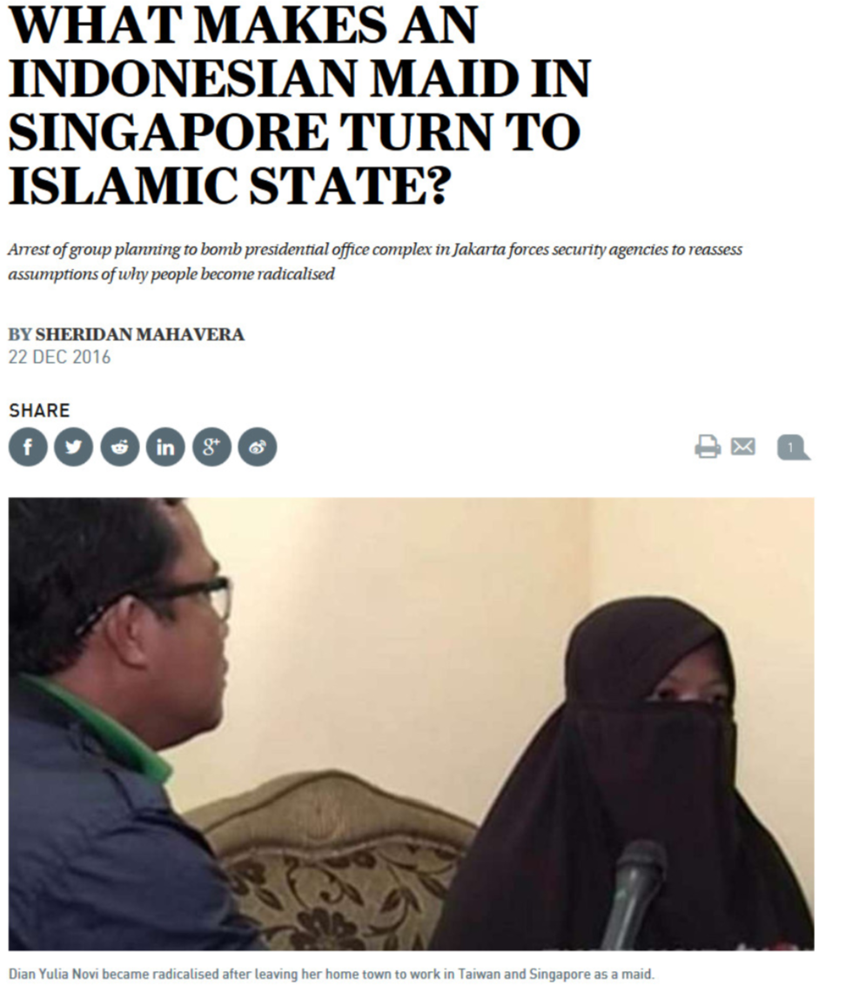 WHAT MAKES AN
INDONESIAN MAID IN
SINGAPORE TURN TO
ISLAMIC STATE?
Arrest of group planning to bomb presidential office complex in Jakarta forces security agencies to reassess
assumptions of why people become radicalised
BY SHERIDAN MAHAVERA
22 DEC 2016
SHARE
f in g+
1
Dian Yulia Novi became radicalised after leaving her home town to work in Taiwan and Singapore as a maid.